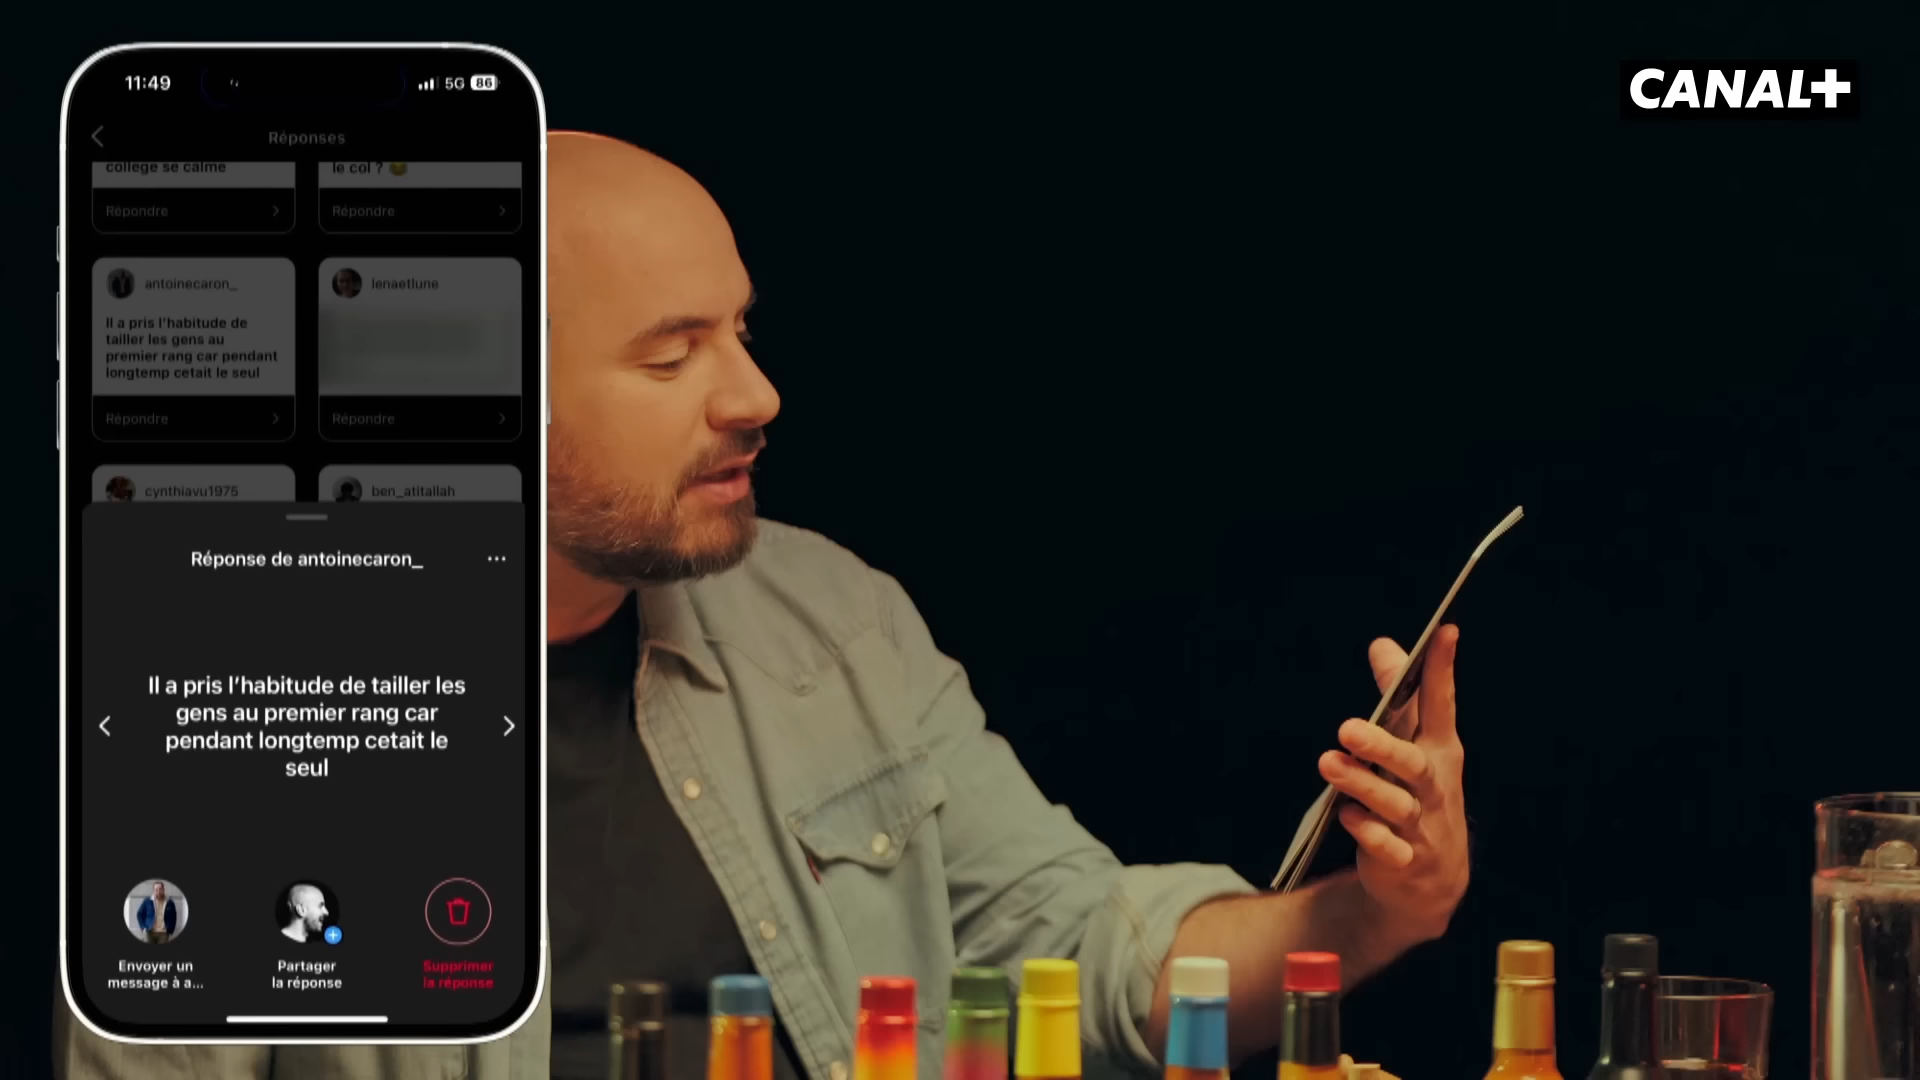 11:49
5G 86
CANAL+
Réponses
collège se calme
le col ?
Répondre
Répondre
antoinecaron_
lenaetlune
Il a pris l'habitude de
tailler les gens au
premier rang car pendant
longtemp cetait le seul
Répondre
Répondre
cynthiavu1975
ben_atitallah
Réponse de antoinecaron_
Il a pris l'habitude de tailler les
gens au premier rang car
pendant longtemp cetait le
seul
Envoyer un
message à a...
Partager
la réponse
Supprimer
la réponse